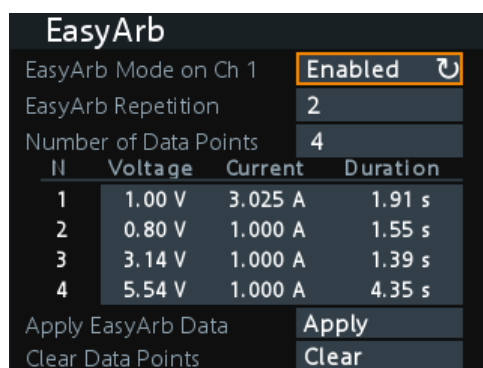 EasyArb
EasyArb Mode on Ch 1 Enabled
EasyArb Repetition 2
Number of Data Points 4
N Voltage Current Duration
1 1.00 V 3.025 A 1.91 s
2 0.80 V 1.000 A 1.55 s
3 3.14 V 1.000 A 1.39 s
4 5.54 V 1.000 A 4.35 s
Apply EasyArb Data Apply
Clear Data Points Clear